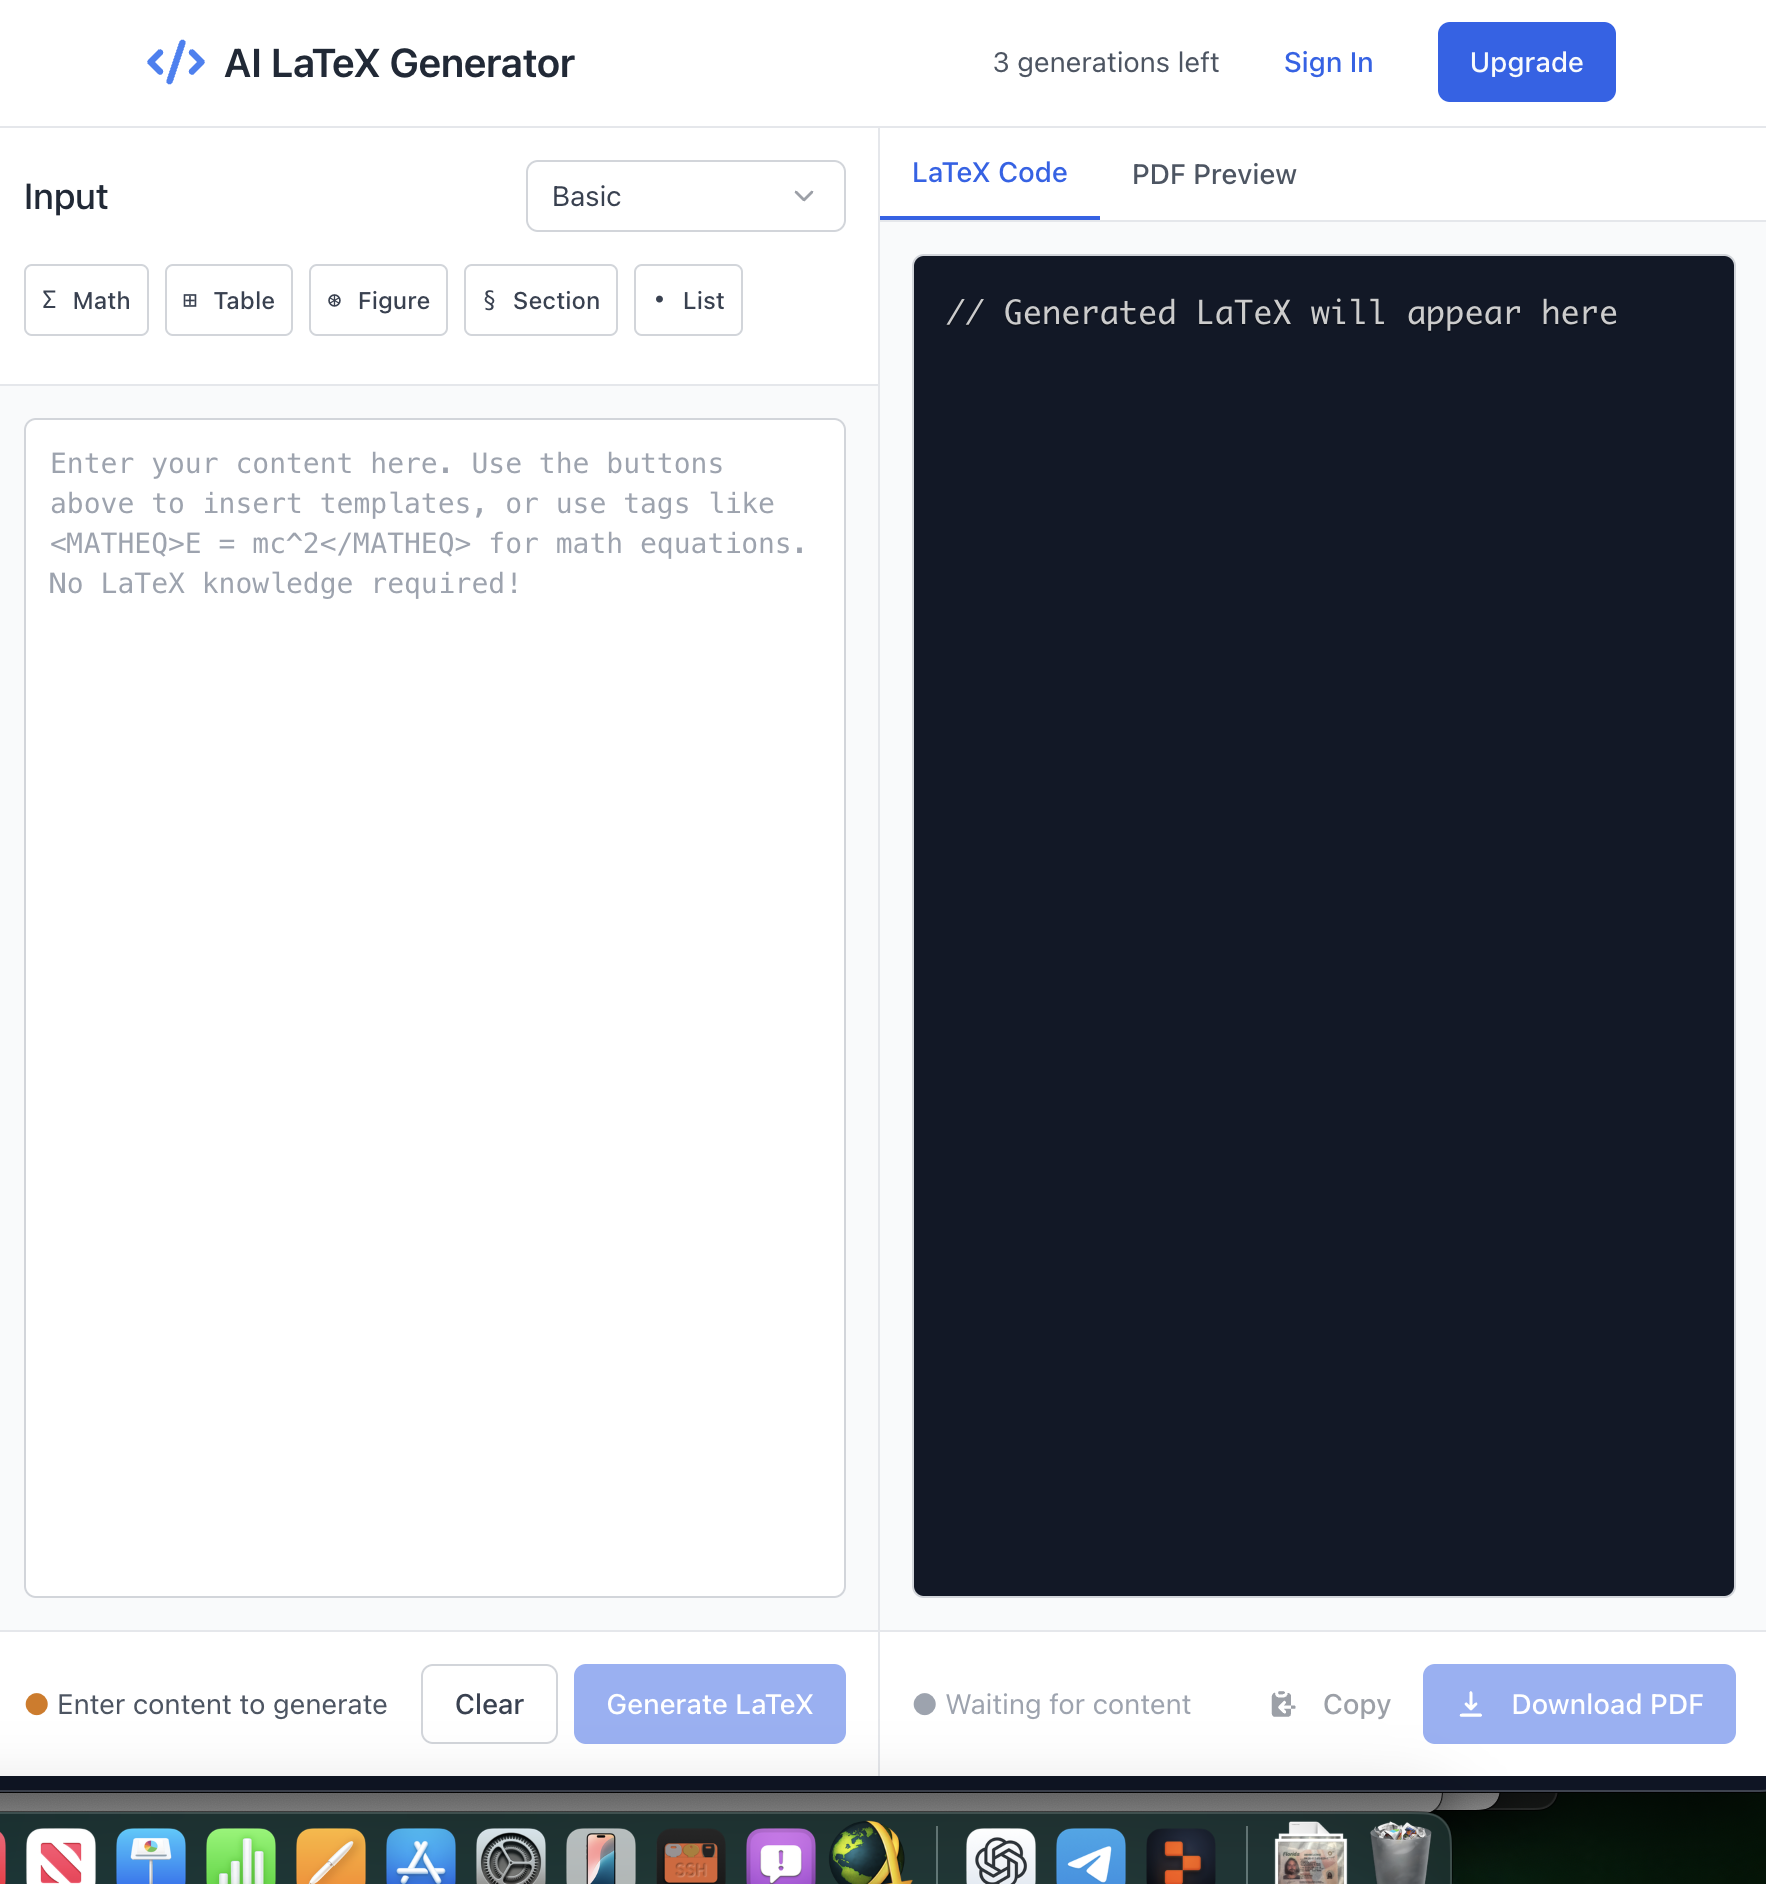 </> AI LaTeX Generator
3 generations left
Sign In
Upgrade
Input
Basic
Σ Math
⊞ Table
⊛ Figure
§ Section
• List
Enter your content here. Use the buttons
above to insert templates, or use tags like
<MATHEQ>E = mc^2</MATHEQ> for math equations.
No LaTeX knowledge required!
Enter content to generate
Clear
Generate LaTeX
LaTeX Code
PDF Preview
// Generated LaTeX will appear here
Waiting for content
Copy
Download PDF
SSH